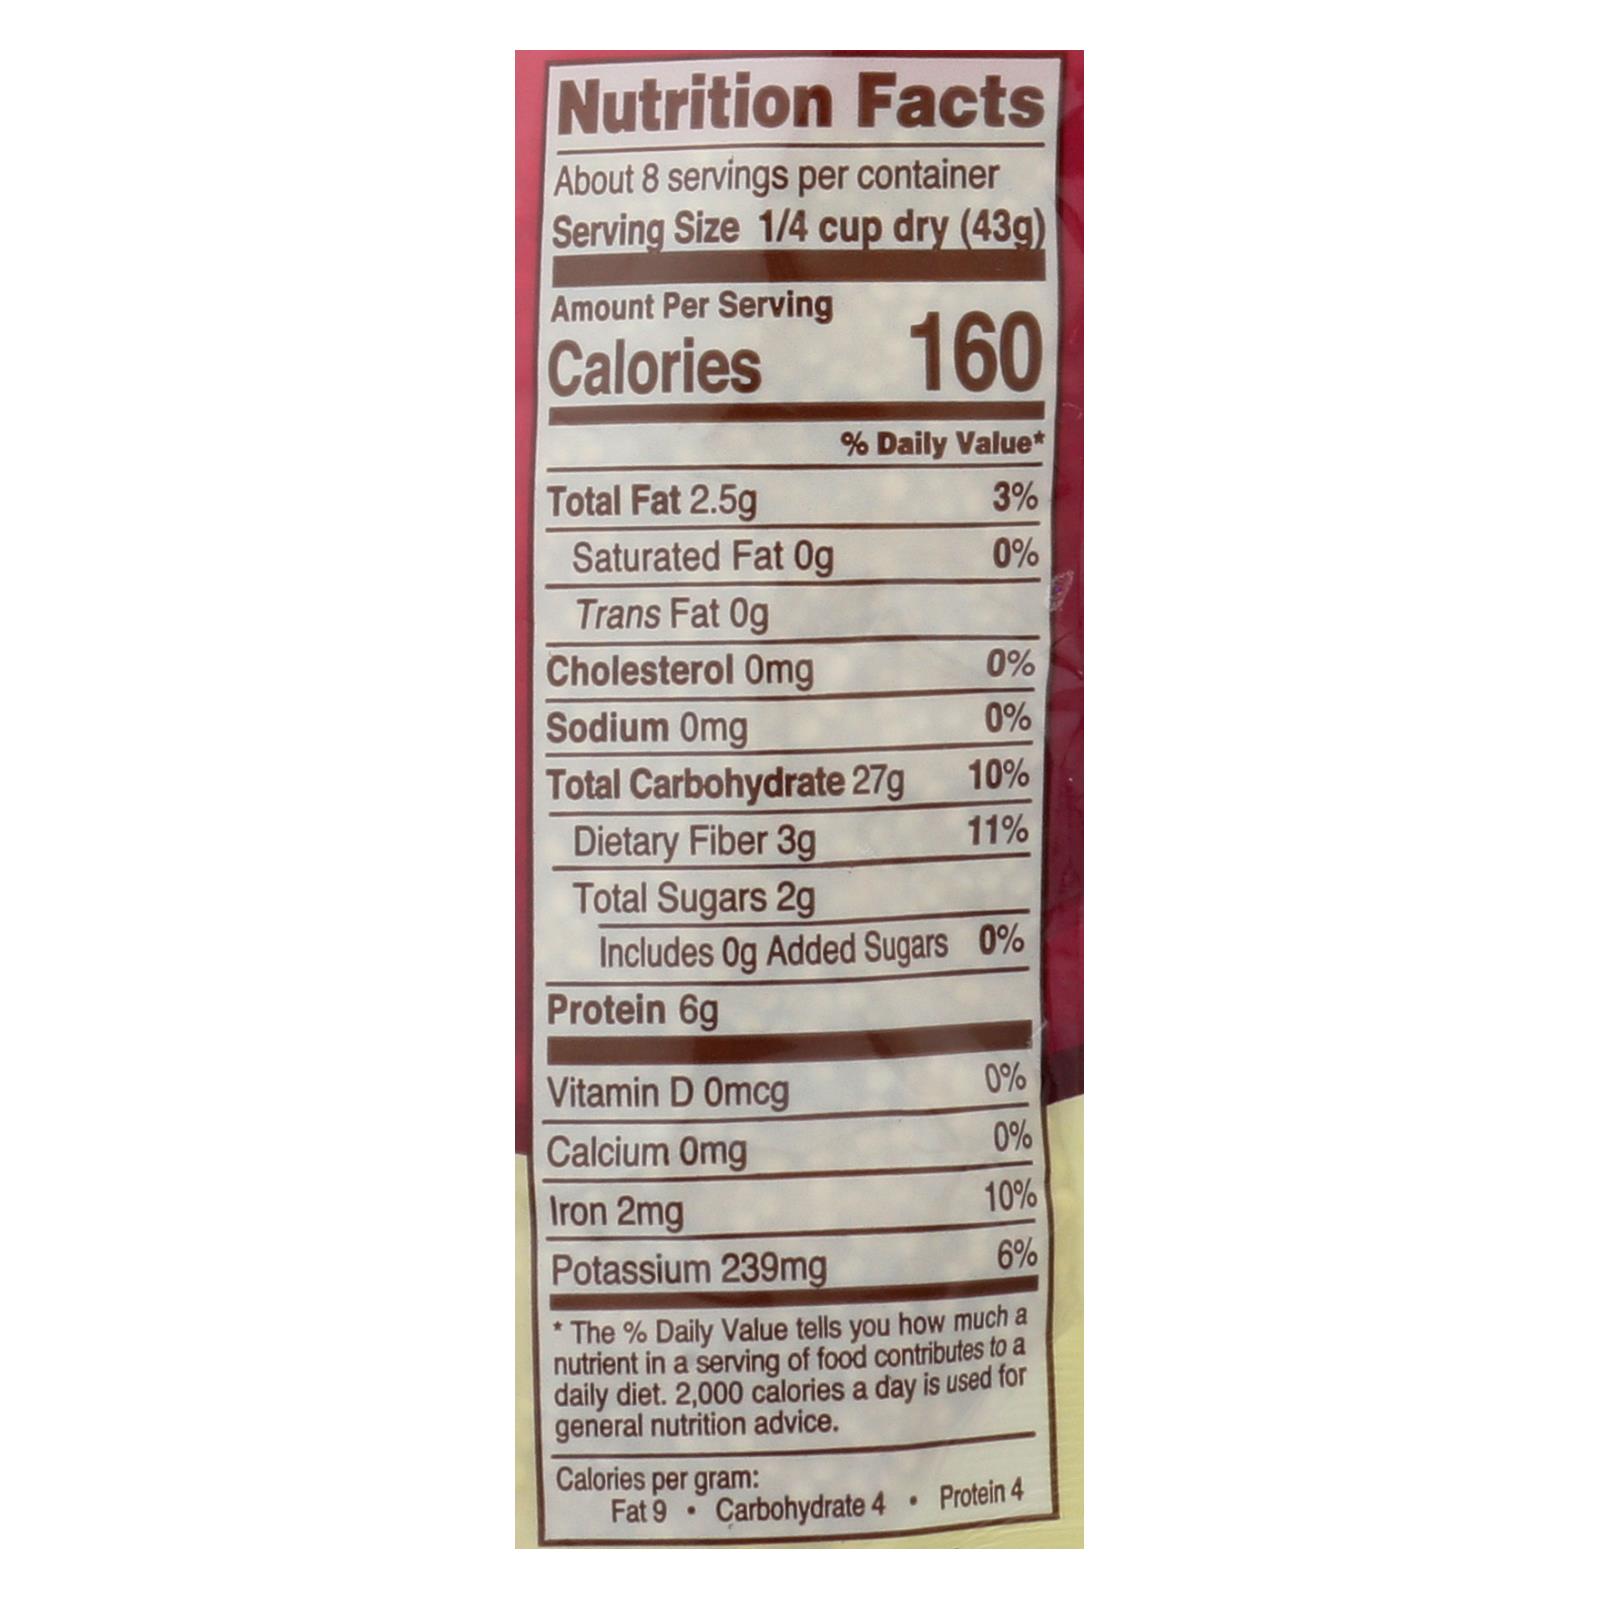 Nutrition Facts
About 8 servings per container
Serving Size 1/4 cup dry (43g)
Amount Per Serving
Calories 160
% Daily Value*
Total Fat 2.5g 3%
Saturated Fat 0g 0%
Trans Fat 0g
Cholesterol 0mg 0%
Sodium 0mg 0%
Total Carbohydrate 27g 10%
Dietary Fiber 3g 11%
Total Sugars 2g
Includes 0g Added Sugars 0%
Protein 6g
Vitamin D 0mcg 0%
Calcium 0mg 0%
Iron 2mg 10%
Potassium 239mg 6%
* The % Daily Value tells you how much a
nutrient in a serving of food contributes to a
daily diet. 2,000 calories a day is used for
general nutrition advice.
Calories per gram:
Fat 9 • Carbohydrate 4 • Protein 4